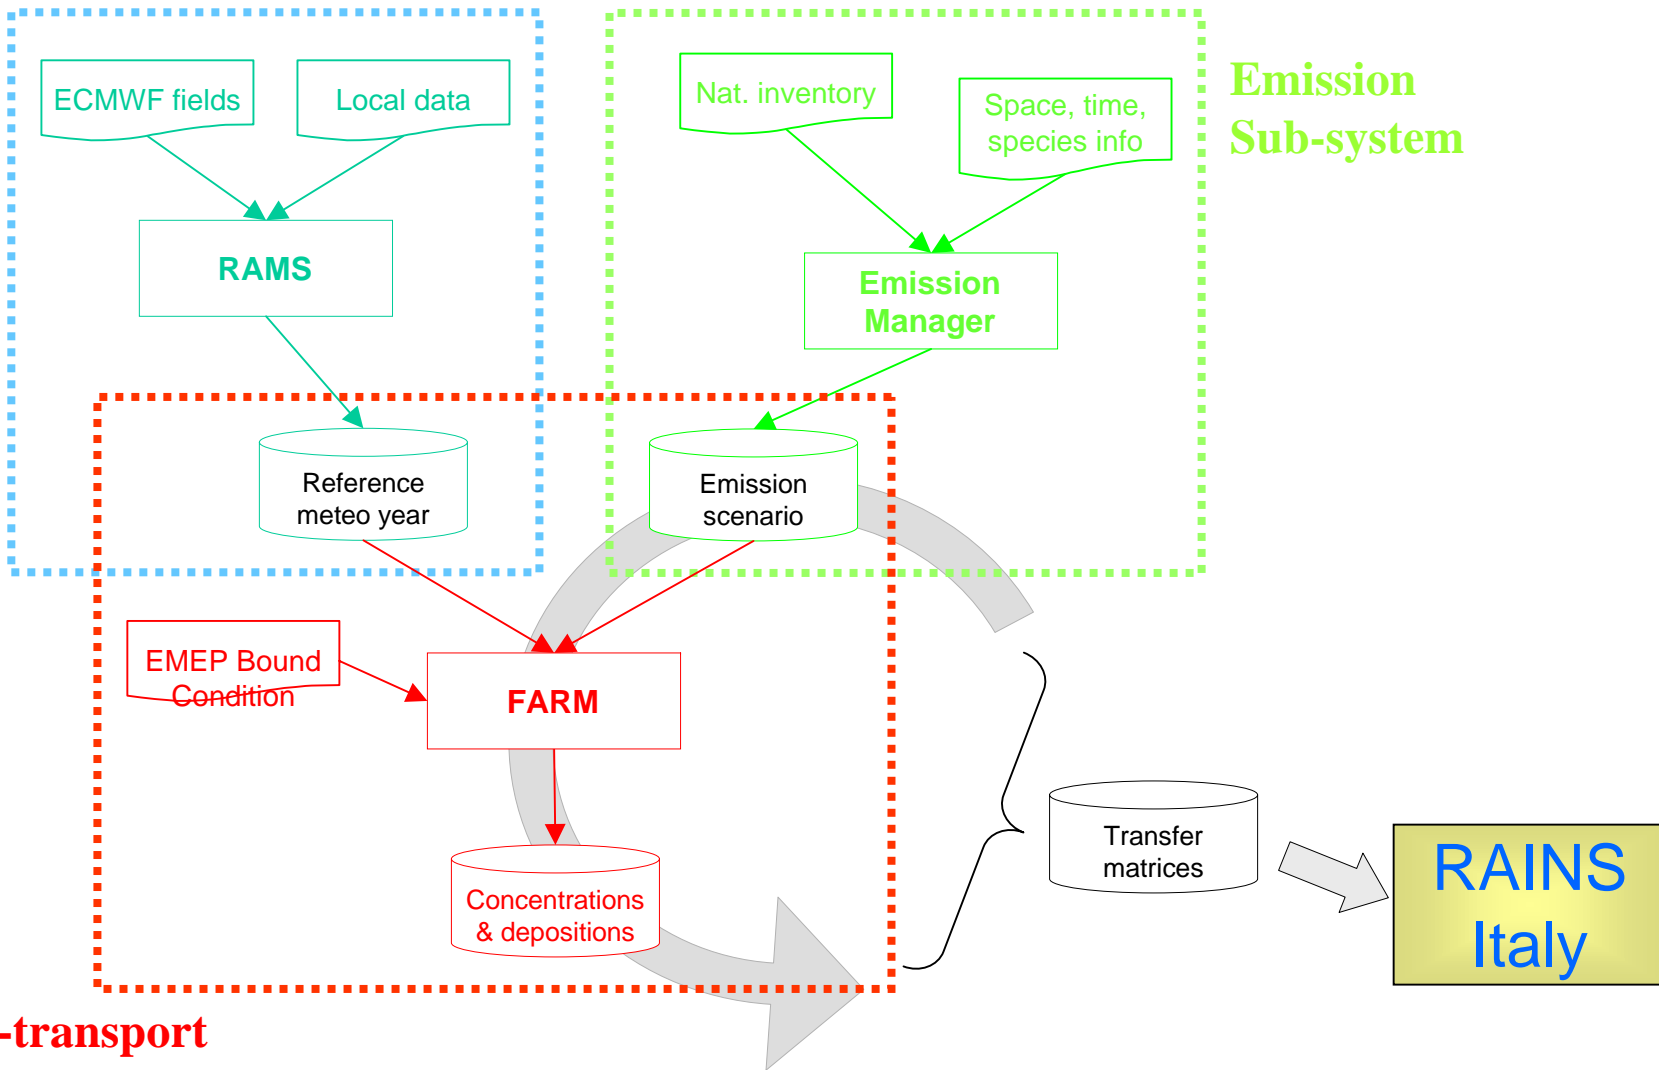 ECMWF fields
Local data
Nat. inventory
Space, time,
species info
Emission
Sub-system
RAMS
Emission
Manager
Reference
meteo year
Emission
scenario
EMEP Bound
Condition
FARM
Transfer
matrices
RAINS
Italy
Concentrations
& depositions
-transport